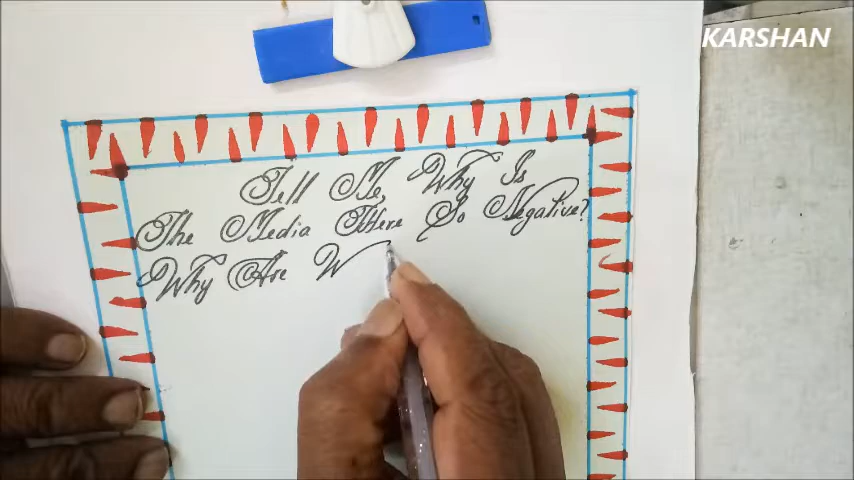 KARSHAN
Tell Me, Why Is
The Media Here So Negative?
Why Are W